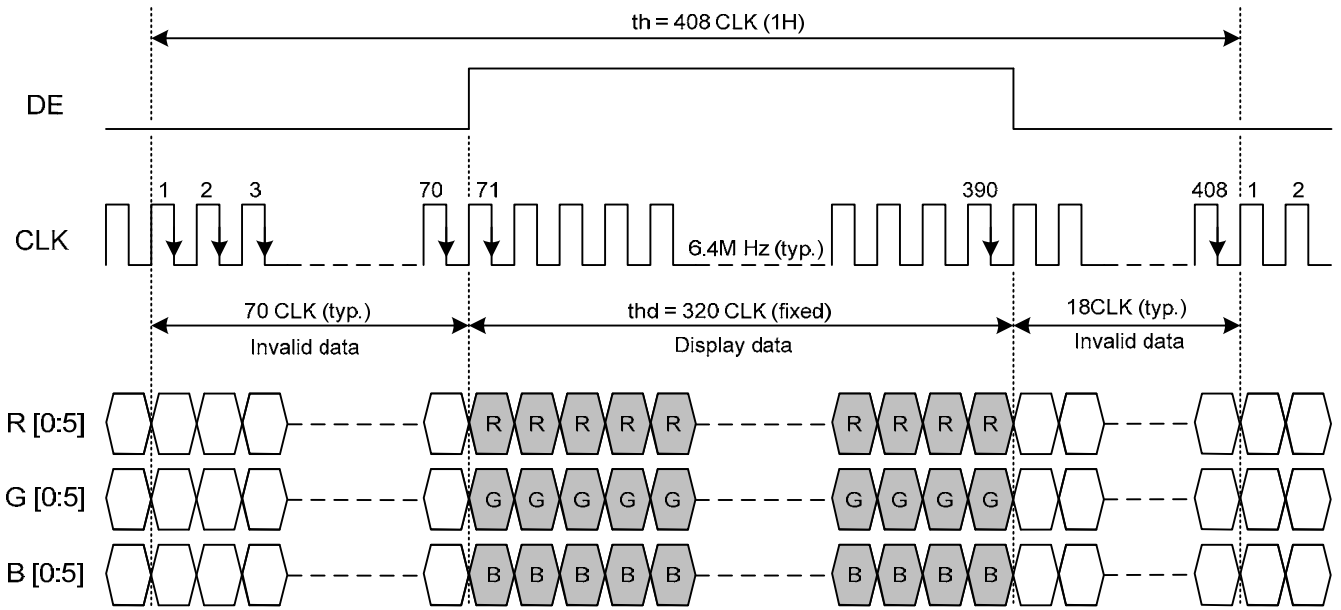 th = 408 CLK (1H)
DE
1 2 3 70 71 390 408 1 2
CLK
6.4M Hz (typ.)
70 CLK (typ.) thd = 320 CLK (fixed) 18CLK (typ.)
Invalid data Display data Invalid data
R [0:5] R R R R R R R R R
G [0:5] G G G G G G G G G
B [0:5] B B B B B B B B B